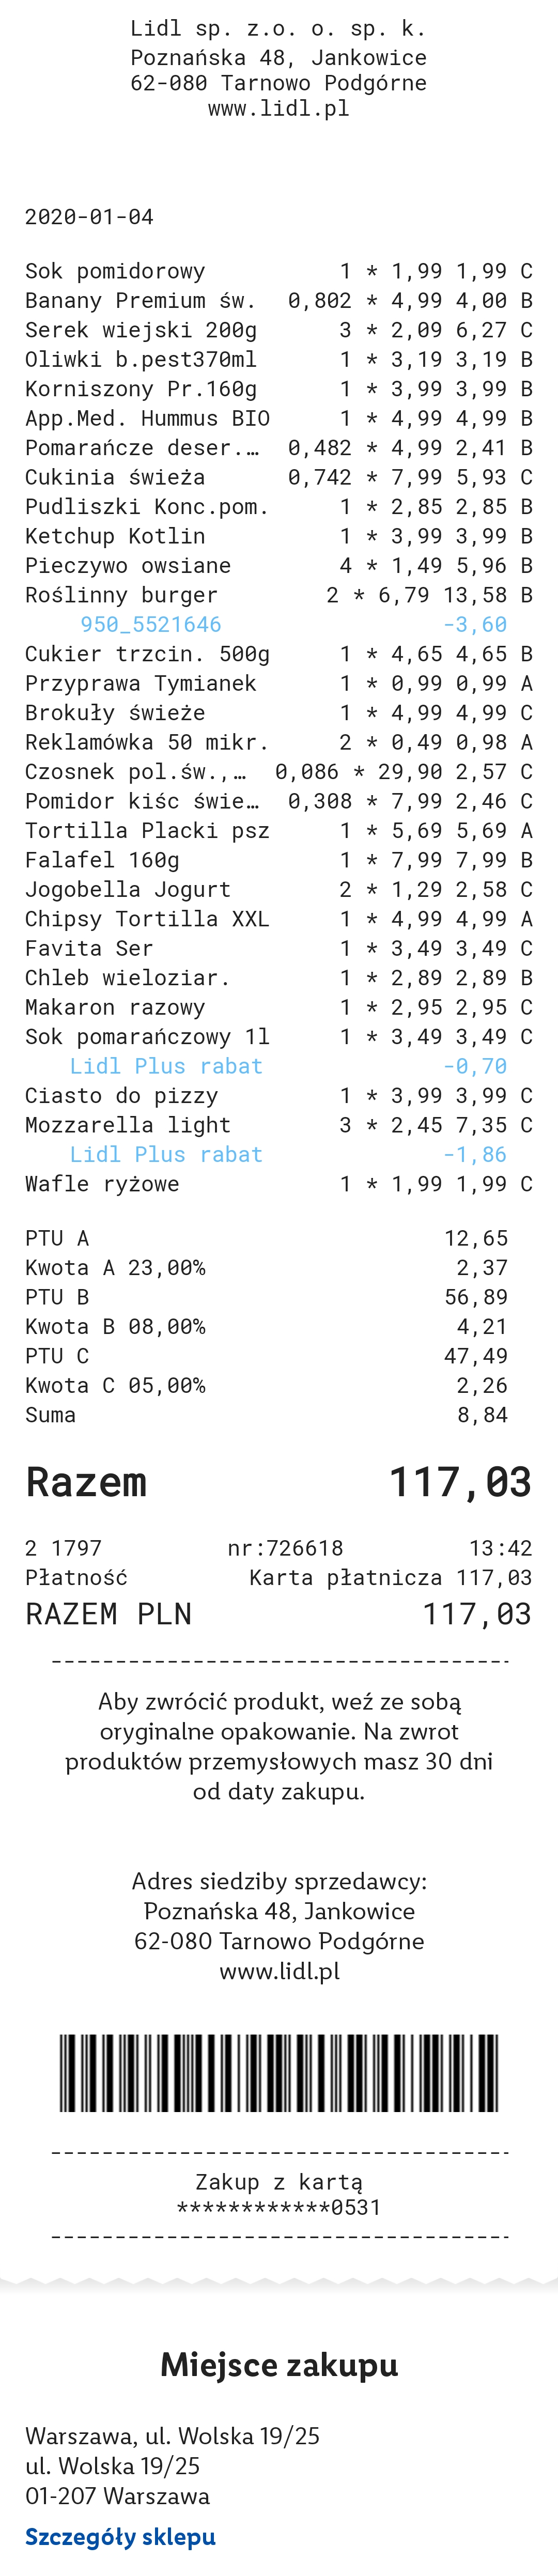 Lidl sp. z.o. o. sp. k.
Poznańska 48, Jankowice
62-080 Tarnowo Podgórne
www.lidl.pl
2020-01-04
Sok pomidorowy 1 * 1,99 1,99 C
Banany Premium św. 0,802 * 4,99 4,00 B
Serek wiejski 200g 3 * 2,09 6,27 C
Oliwki b.pest370ml 1 * 3,19 3,19 B
Korniszony Pr.160g 1 * 3,99 3,99 B
App.Med. Hummus BIO 1 * 4,99 4,99 B
Pomarańcze deser.… 0,482 * 4,99 2,41 B
Cukinia świeża 0,742 * 7,99 5,93 C
Pudliszki Konc.pom. 1 * 2,85 2,85 B
Ketchup Kotlin 1 * 3,99 3,99 B
Pieczywo owsiane 4 * 1,49 5,96 B
Roślinny burger 2 * 6,79 13,58 B
950_5521646 -3,60
Cukier trzcin. 500g 1 * 4,65 4,65 B
Przyprawa Tymianek 1 * 0,99 0,99 A
Brokuły świeże 1 * 4,99 4,99 C
Reklamówka 50 mikr. 2 * 0,49 0,98 A
Czosnek pol.św.,… 0,086 * 29,90 2,57 C
Pomidor kiśc świe… 0,308 * 7,99 2,46 C
Tortilla Placki psz 1 * 5,69 5,69 A
Falafel 160g 1 * 7,99 7,99 B
Jogobella Jogurt 2 * 1,29 2,58 C
Chipsy Tortilla XXL 1 * 4,99 4,99 A
Favita Ser 1 * 3,49 3,49 C
Chleb wieloziar. 1 * 2,89 2,89 B
Makaron razowy 1 * 2,95 2,95 C
Sok pomarańczowy 1l 1 * 3,49 3,49 C
Lidl Plus rabat -0,70
Ciasto do pizzy 1 * 3,99 3,99 C
Mozzarella light 3 * 2,45 7,35 C
Lidl Plus rabat -1,86
Wafle ryżowe 1 * 1,99 1,99 C
PTU A 12,65
Kwota A 23,00% 2,37
PTU B 56,89
Kwota B 08,00% 4,21
PTU C 47,49
Kwota C 05,00% 2,26
Suma 8,84
Razem 117,03
2 1797 nr:726618 13:42
Płatność Karta płatnicza 117,03
RAZEM PLN 117,03
Aby zwrócić produkt, weź ze sobą
oryginalne opakowanie. Na zwrot
produktów przemysłowych masz 30 dni
od daty zakupu.
Adres siedziby sprzedawcy:
Poznańska 48, Jankowice
62-080 Tarnowo Podgórne
www.lidl.pl
Zakup z kartą
************0531
Miejsce zakupu
Warszawa, ul. Wolska 19/25
ul. Wolska 19/25
01-207 Warszawa
Szczegóły sklepu